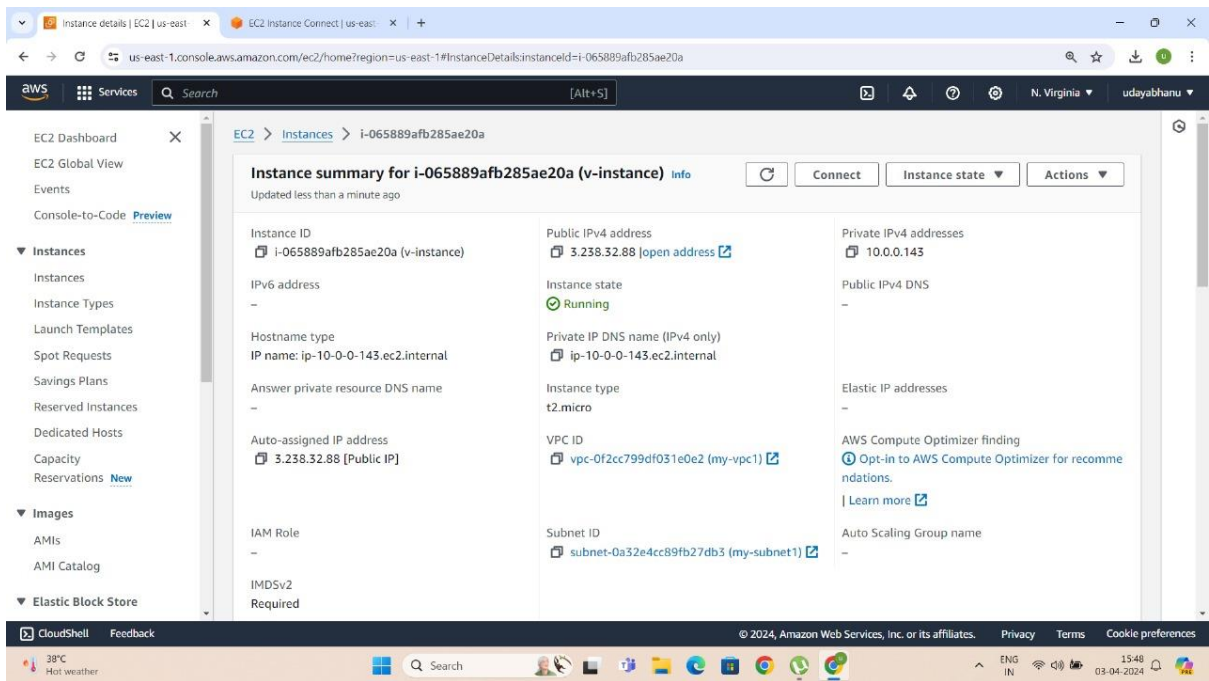 Instance details | EC2 | us-east-
EC2 Instance Connect | us-east-
us-east-1.console.aws.amazon.com/ec2/home?region=us-east-1#InstanceDetails:instanceId=i-065889afb285ae20a
aws
Services
Search
[Alt+S]
N. Virginia
udayabhanu
EC2 Dashboard
EC2 Global View
Events
Console-to-Code Preview
Instances
Instances
Instance Types
Launch Templates
Spot Requests
Savings Plans
Reserved Instances
Dedicated Hosts
Capacity
Reservations New
Images
AMIs
AMI Catalog
Elastic Block Store
EC2 > Instances > i-065889afb285ae20a
Instance summary for i-065889afb285ae20a (v-instance) Info
Updated less than a minute ago
Connect
Instance state
Actions
Instance ID
i-065889afb285ae20a (v-instance)
Public IPv4 address
3.238.32.88 |open address
Private IPv4 addresses
10.0.0.143
IPv6 address
–
Instance state
Running
Public IPv4 DNS
–
Hostname type
IP name: ip-10-0-0-143.ec2.internal
Private IP DNS name (IPv4 only)
ip-10-0-0-143.ec2.internal
Answer private resource DNS name
–
Instance type
t2.micro
Elastic IP addresses
–
Auto-assigned IP address
3.238.32.88 [Public IP]
VPC ID
vpc-0f2cc799df031e0e2 (my-vpc1)
AWS Compute Optimizer finding
Opt-in to AWS Compute Optimizer for recomme
ndations.
| Learn more
IAM Role
–
Subnet ID
subnet-0a32e4cc89fb27db3 (my-subnet1)
Auto Scaling Group name
–
IMDSv2
Required
CloudShell
Feedback
© 2024, Amazon Web Services, Inc. or its affiliates.
Privacy
Terms
Cookie preferences
38°C
Hot weather
Search
ENG
IN
15:48
03-04-2024